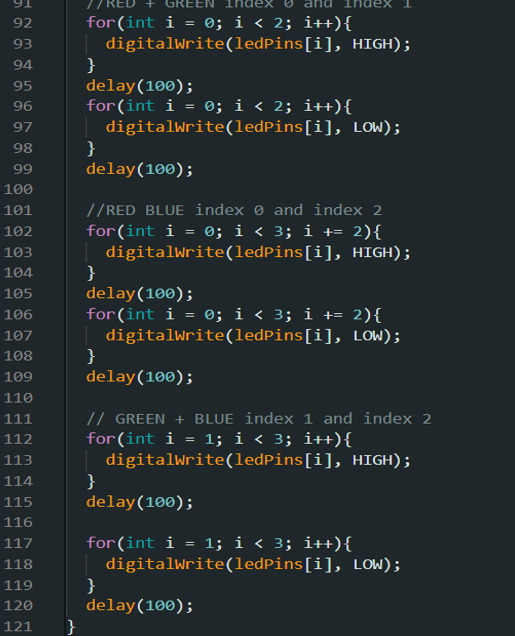 91 //RED + GREEN index 0 and index 1
92 for(int i = 0; i < 2; i++){
93 digitalWrite(ledPins[i], HIGH);
94 }
95 delay(100);
96 for(int i = 0; i < 2; i++){
97 digitalWrite(ledPins[i], LOW);
98 }
99 delay(100);
100
101 //RED BLUE index 0 and index 2
102 for(int i = 0; i < 3; i += 2){
103 digitalWrite(ledPins[i], HIGH);
104 }
105 delay(100);
106 for(int i = 0; i < 3; i += 2){
107 digitalWrite(ledPins[i], LOW);
108 }
109 delay(100);
110
111 // GREEN + BLUE index 1 and index 2
112 for(int i = 1; i < 3; i++){
113 digitalWrite(ledPins[i], HIGH);
114 }
115 delay(100);
116
117 for(int i = 1; i < 3; i++){
118 digitalWrite(ledPins[i], LOW);
119 }
120 delay(100);
121 }